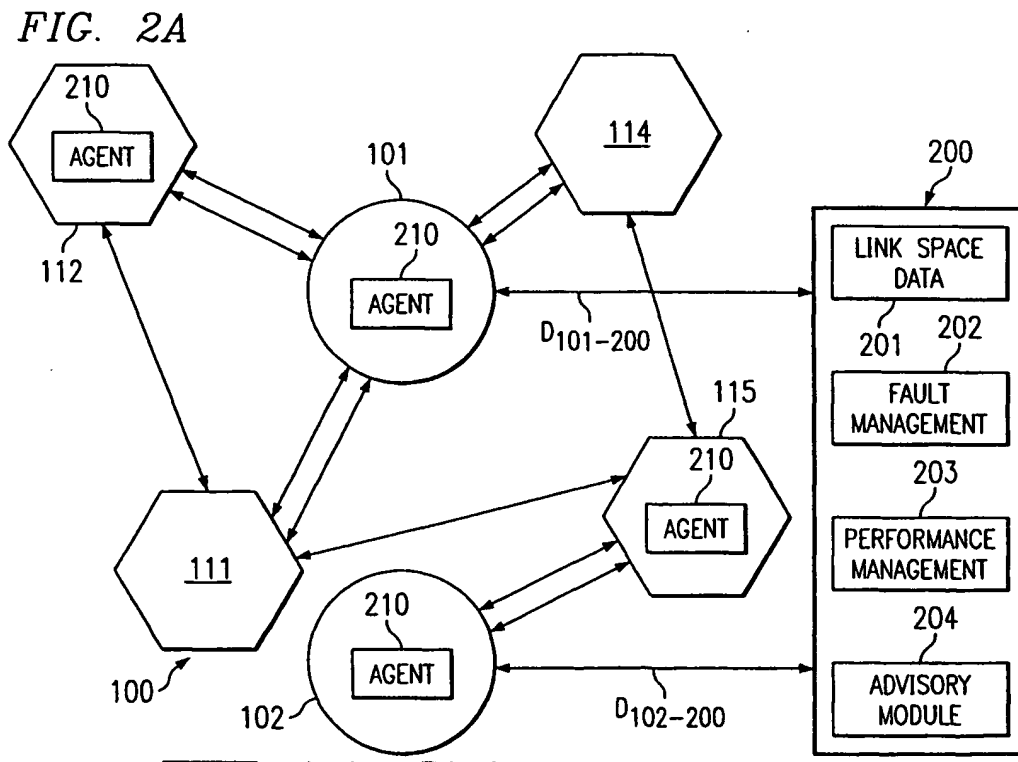 FIG. 2A
210
AGENT
112
101
210
AGENT
114
200
LINK SPACE
DATA
201
202
FAULT
MANAGEMENT
203
PERFORMANCE
MANAGEMENT
204
ADVISORY
MODULE
D101-200
115
210
AGENT
111
100
210
AGENT
102
D102-200